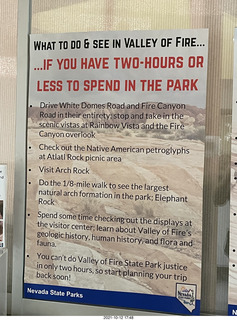 WHAT TO DO & SEE IN VALLEY OF FIRE...
...IF YOU HAVE TWO-HOURS OR
LESS TO SPEND IN THE PARK
• Drive White Domes Road and Fire Canyon
Road in their entirety; stop and take in the
scenic vistas at Rainbow Vista and the Fire
Canyon overlook
• Check out the Native American petroglyphs
at Atlatl Rock picnic area
• Visit Arch Rock
• Do the 1/8-mile walk to see the largest
natural arch formation in the park; Elephant
Rock
• Spend some time checking out the displays at
the visitor center; learn about Valley of Fire's
geologic history, human history, and flora and
fauna.
• You can't do Valley of Fire State Park justice
in only two hours, so start planning your trip
back soon!
Nevada State Parks
2021-10-12 17:48